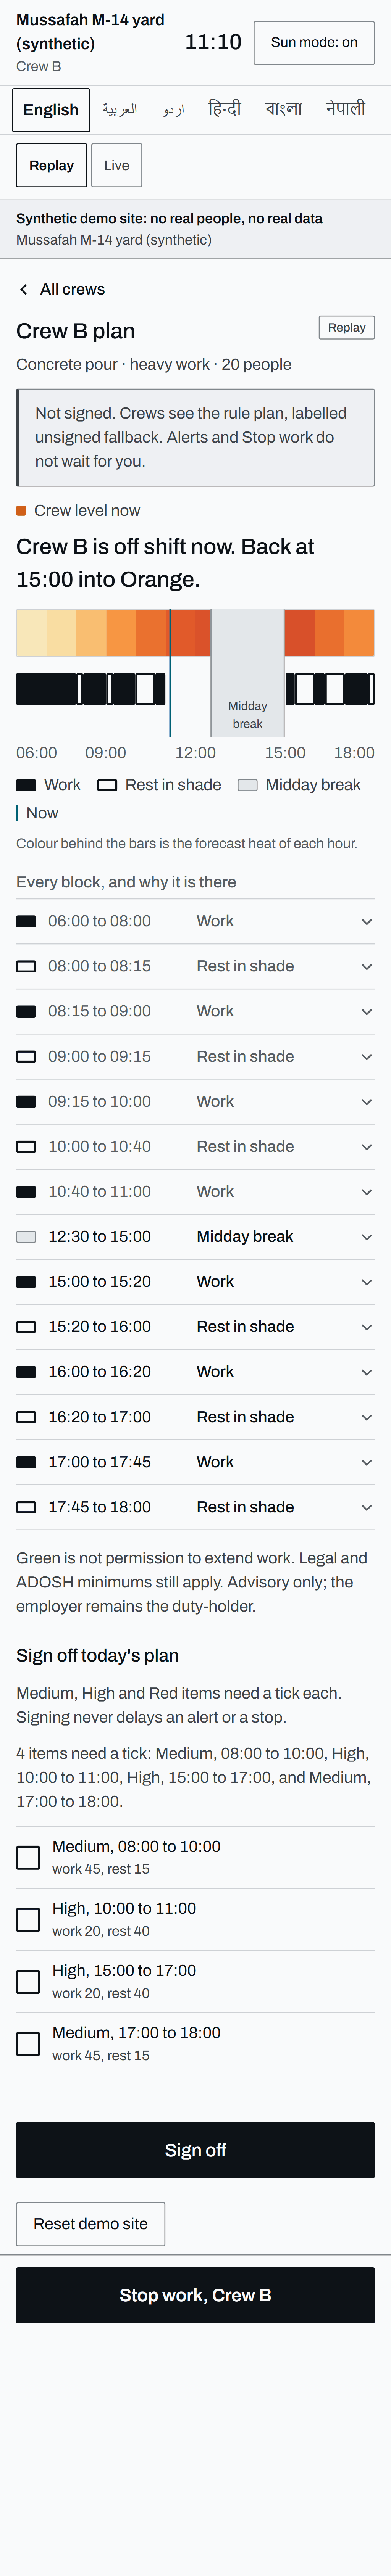 Mussafah M-14 yard
(synthetic)
Crew B
11:10
Sun mode: on
English
العربية
اردو
हिन्दी
বাংলা
नेपाली
Replay
Live
Synthetic demo site: no real people, no real data
Mussafah M-14 yard (synthetic)
All crews
Crew B plan
Replay
Concrete pour · heavy work · 20 people
Not signed. Crews see the rule plan, labelled
unsigned fallback. Alerts and Stop work do
not wait for you.
Crew level now
Crew B is off shift now. Back at
15:00 into Orange.
Midday
break
06:00 09:00 12:00 15:00 18:00
Work Rest in shade Midday break
Now
Colour behind the bars is the forecast heat of each hour.
Every block, and why it is there
06:00 to 08:00 Work
08:00 to 08:15 Rest in shade
08:15 to 09:00 Work
09:00 to 09:15 Rest in shade
09:15 to 10:00 Work
10:00 to 10:40 Rest in shade
10:40 to 11:00 Work
12:30 to 15:00 Midday break
15:00 to 15:20 Work
15:20 to 16:00 Rest in shade
16:00 to 16:20 Work
16:20 to 17:00 Rest in shade
17:00 to 17:45 Work
17:45 to 18:00 Rest in shade
Green is not permission to extend work. Legal and
ADOSH minimums still apply. Advisory only; the
employer remains the duty-holder.
Sign off today's plan
Medium, High and Red items need a tick each.
Signing never delays an alert or a stop.
4 items need a tick: Medium, 08:00 to 10:00, High,
10:00 to 11:00, High, 15:00 to 17:00, and Medium,
17:00 to 18:00.
Medium, 08:00 to 10:00
work 45, rest 15
High, 10:00 to 11:00
work 20, rest 40
High, 15:00 to 17:00
work 20, rest 40
Medium, 17:00 to 18:00
work 45, rest 15
Sign off
Reset demo site
Stop work, Crew B